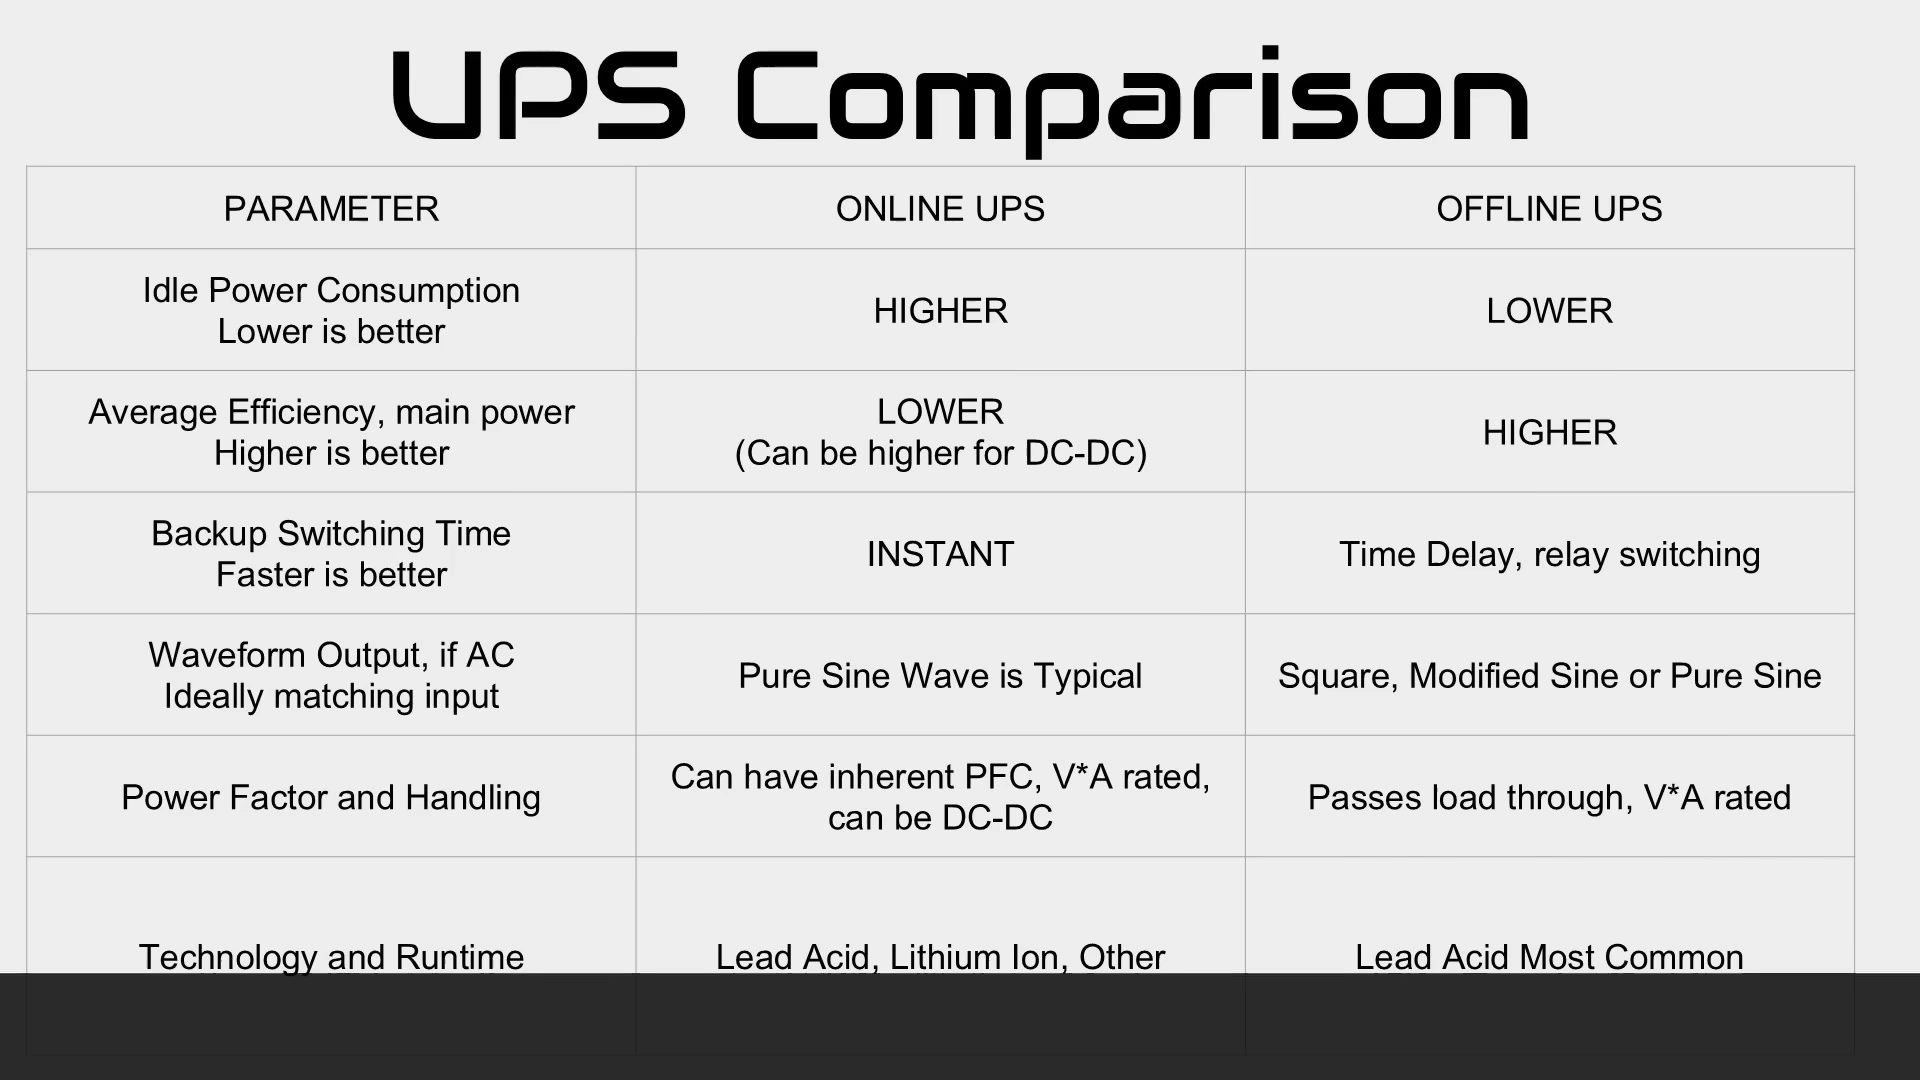 UPS Comparison
PARAMETER
ONLINE UPS
OFFLINE UPS
Idle Power Consumption
Lower is better
HIGHER
LOWER
Average Efficiency, main power
Higher is better
LOWER
(Can be higher for DC-DC)
HIGHER
Backup Switching Time
Faster is better
INSTANT
Time Delay, relay switching
Waveform Output, if AC
Ideally matching input
Pure Sine Wave is Typical
Square, Modified Sine or Pure Sine
Power Factor and Handling
Can have inherent PFC, V*A rated,
can be DC-DC
Passes load through, V*A rated
Technology and Runtime
Lead Acid, Lithium Ion, Other
Lead Acid Most Common